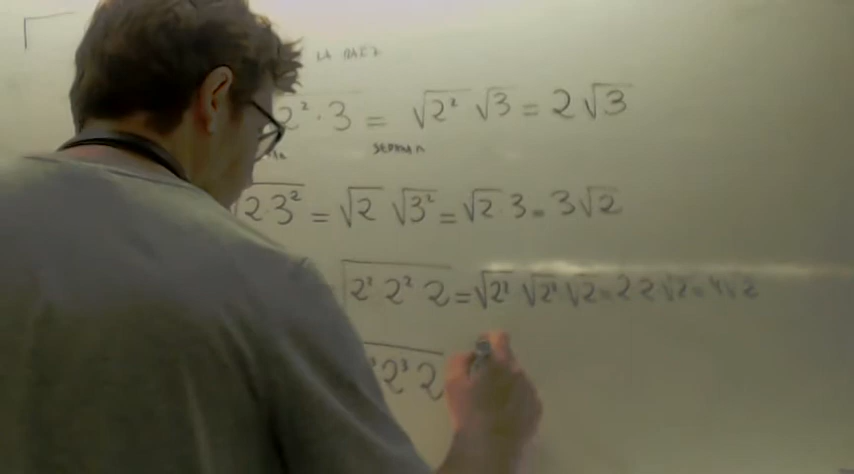 LA RAIZ
2² · 3 = √2² √3 = 2√3
SEPARAR
√2·3² = √2 √3² = √2 · 3 = 3√2
√2² 2² 2 = √2² √2² √2 = 2·2 √2 = 4√2
2³ 2